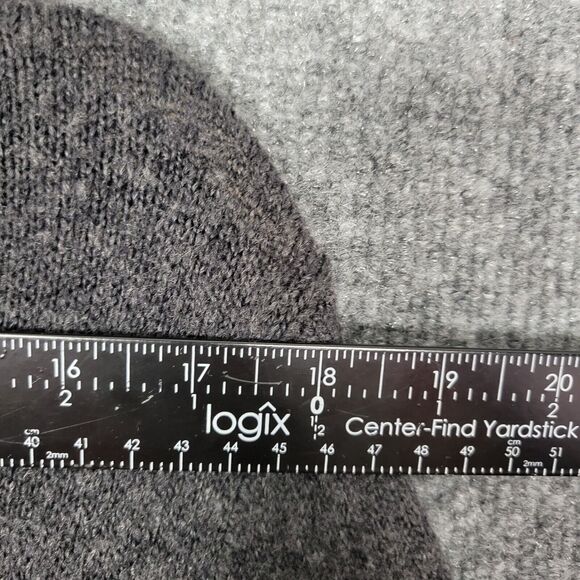 16 17 18 19 20
2 1 0 1 2
1 2
logix Center-Find Yardstick
cm cm
40 41 42 43 44 45 46 47 48 49 50 51
2mm 2mm